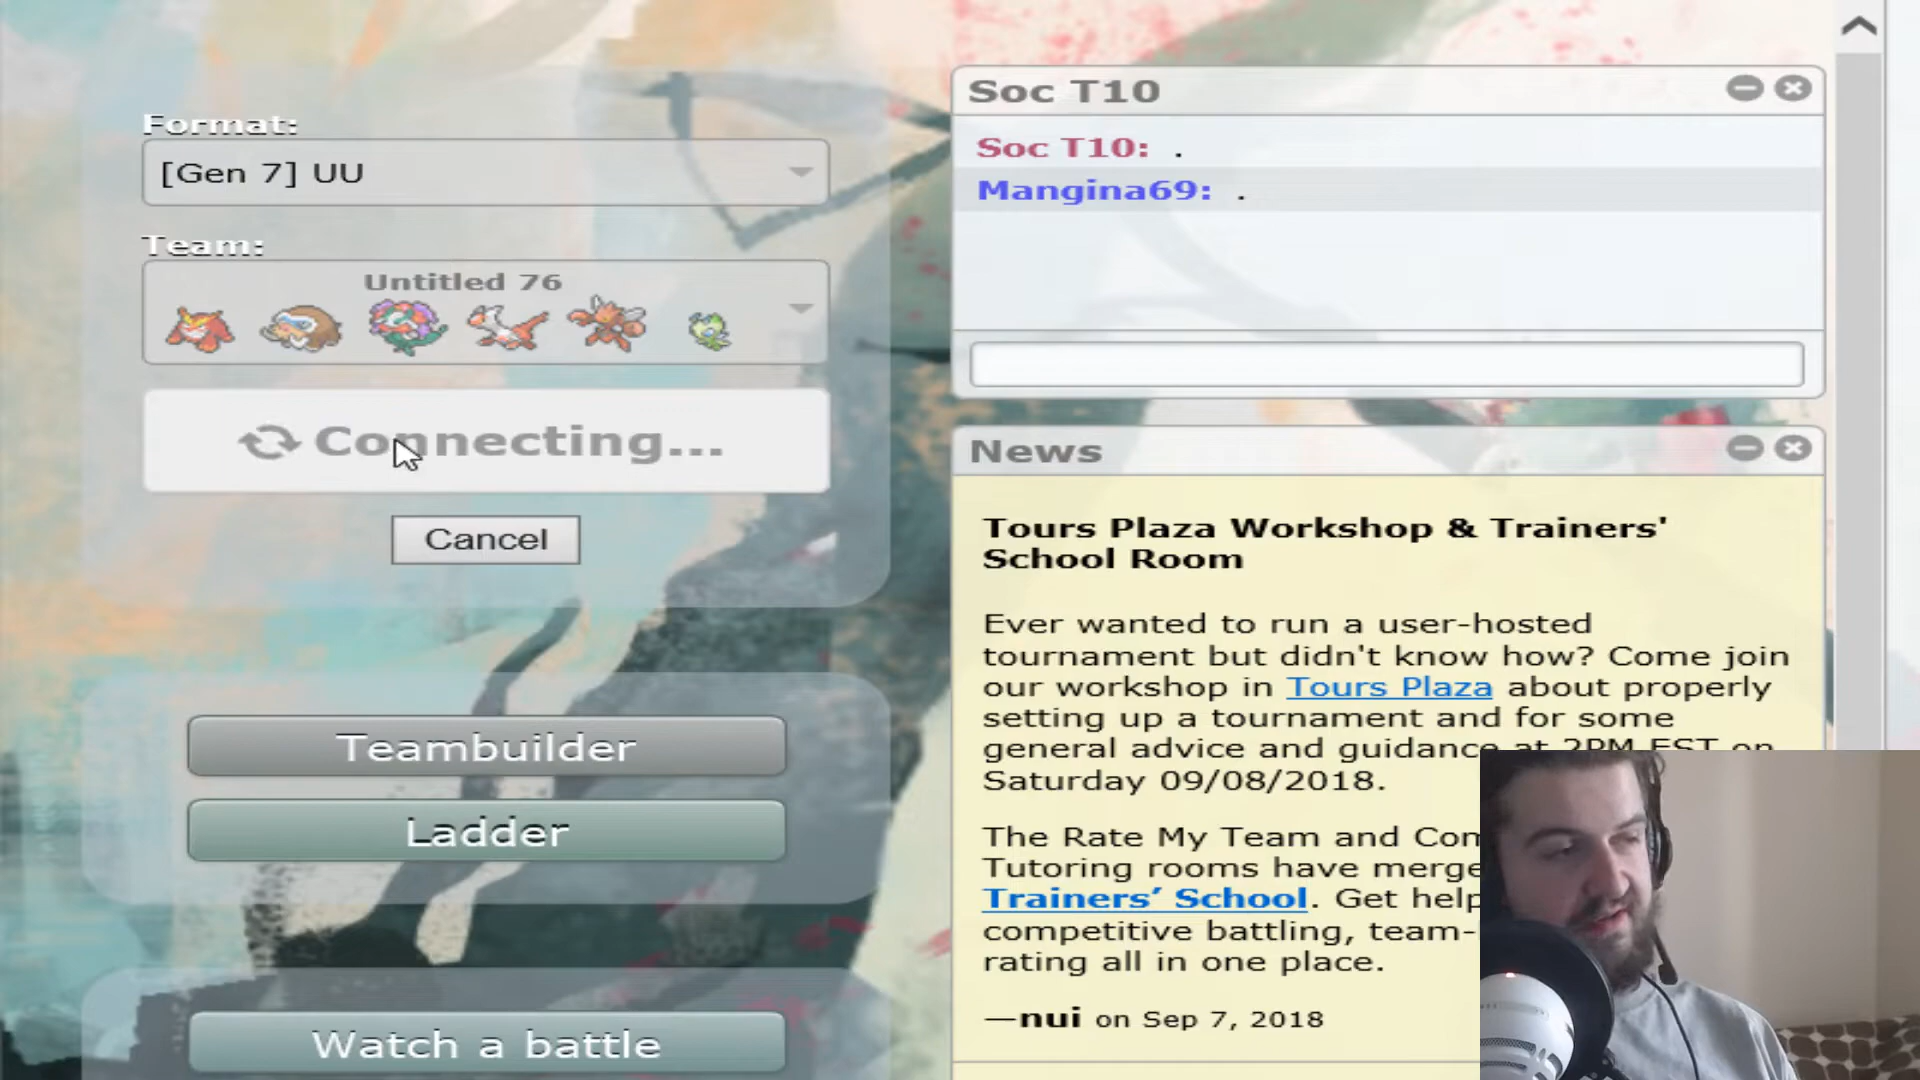 Format:
[Gen 7] UU
Team:
Untitled 76
Connecting...
Cancel
Teambuilder
Ladder
Watch a battle
Soc T10
Soc T10: .
Mangina69: .
News
Tours Plaza Workshop & Trainers'
School Room
Ever wanted to run a user-hosted
tournament but didn't know how? Come join
our workshop in Tours Plaza about properly
setting up a tournament and for some
general advice and guidance at 2PM EST on
Saturday 09/08/2018.
The Rate My Team and
Tutoring rooms have
Trainers’ School. Get help
competitive battling, team-
rating all in one place.
—nui on Sep 7, 2018